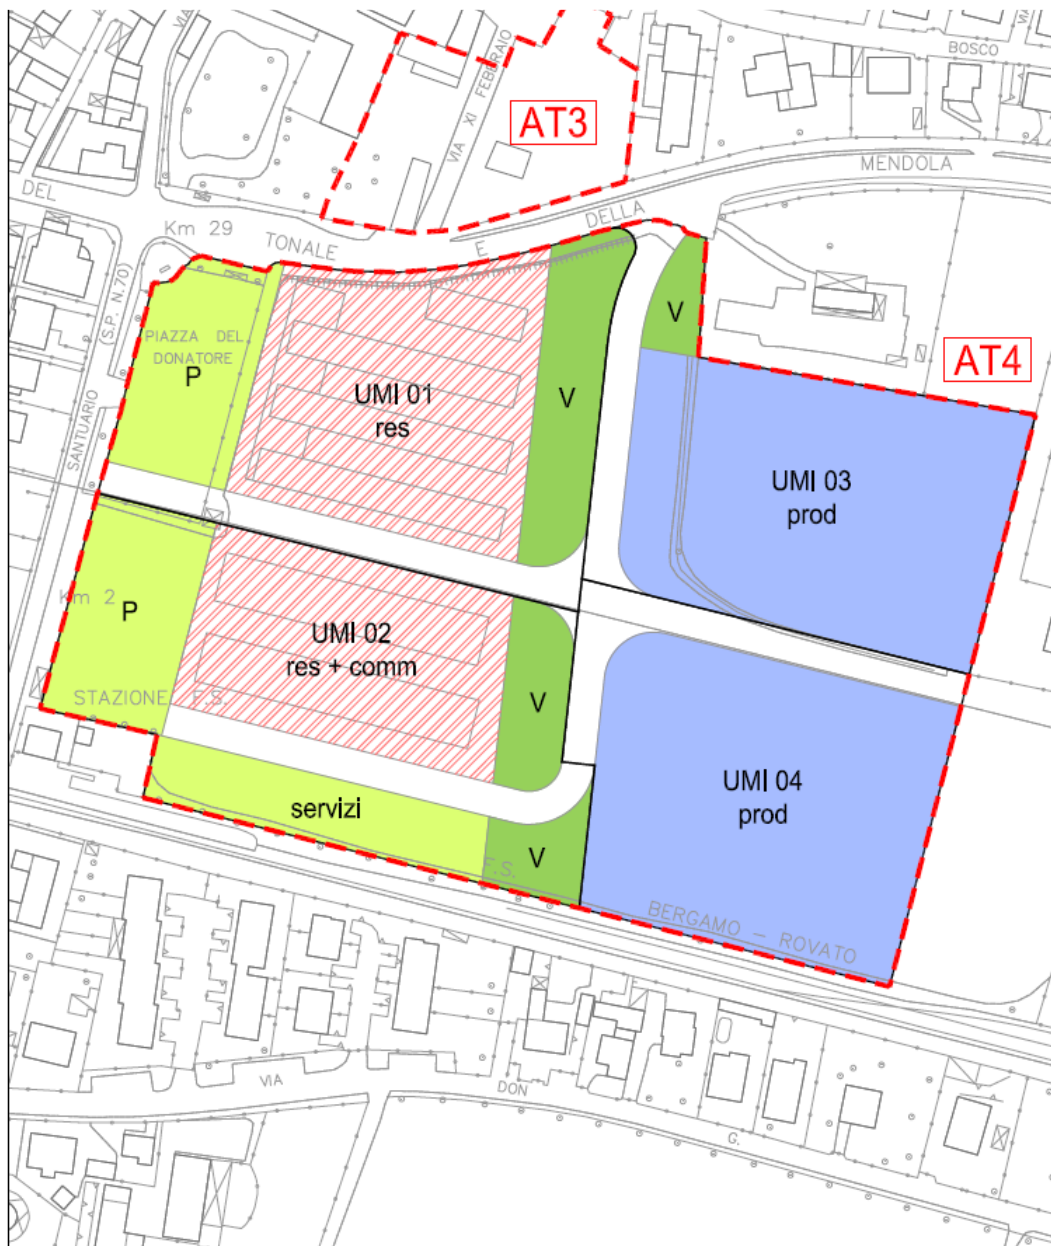 VIA
VIA
BOSCO
VIA XI FEBBRAIO
AT3
MENDOLA
DEL
DELLA
Km 29
TONALE
E
(S.P. N.70)
V
PIAZZA DEL
DONATORE
P
AT4
UMI 01
res
V
SANTUARIO
UMI 03
prod
Km 2
P
UMI 02
res + comm
STAZIONE F.S.
V
UMI 04
prod
servizi
V
F.S.
BERGAMO — ROVATO
VIA
DON
G.